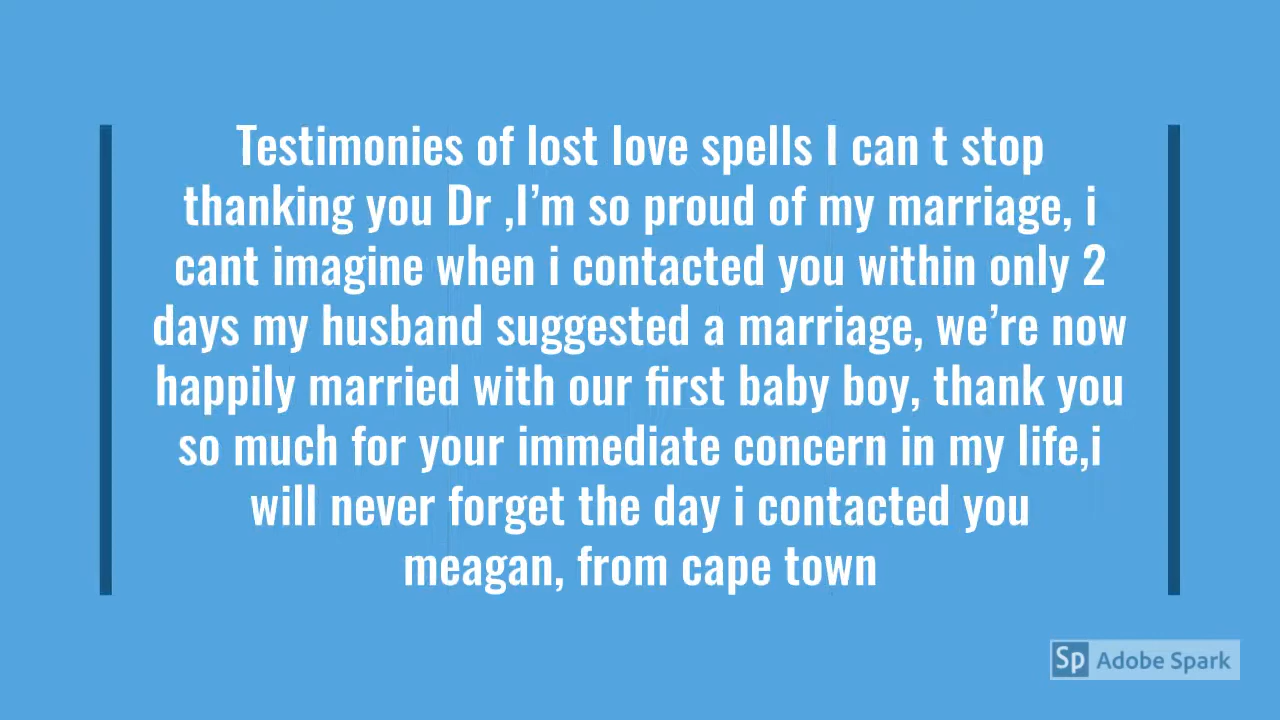 Testimonies of lost love spells I can t stop
thanking you Dr ,I’m so proud of my marriage, i
cant imagine when i contacted you within only 2
days my husband suggested a marriage, we’re now
happily married with our first baby boy, thank you
so much for your immediate concern in my life,i
will never forget the day i contacted you
meagan, from cape town
Sp Adobe Spark